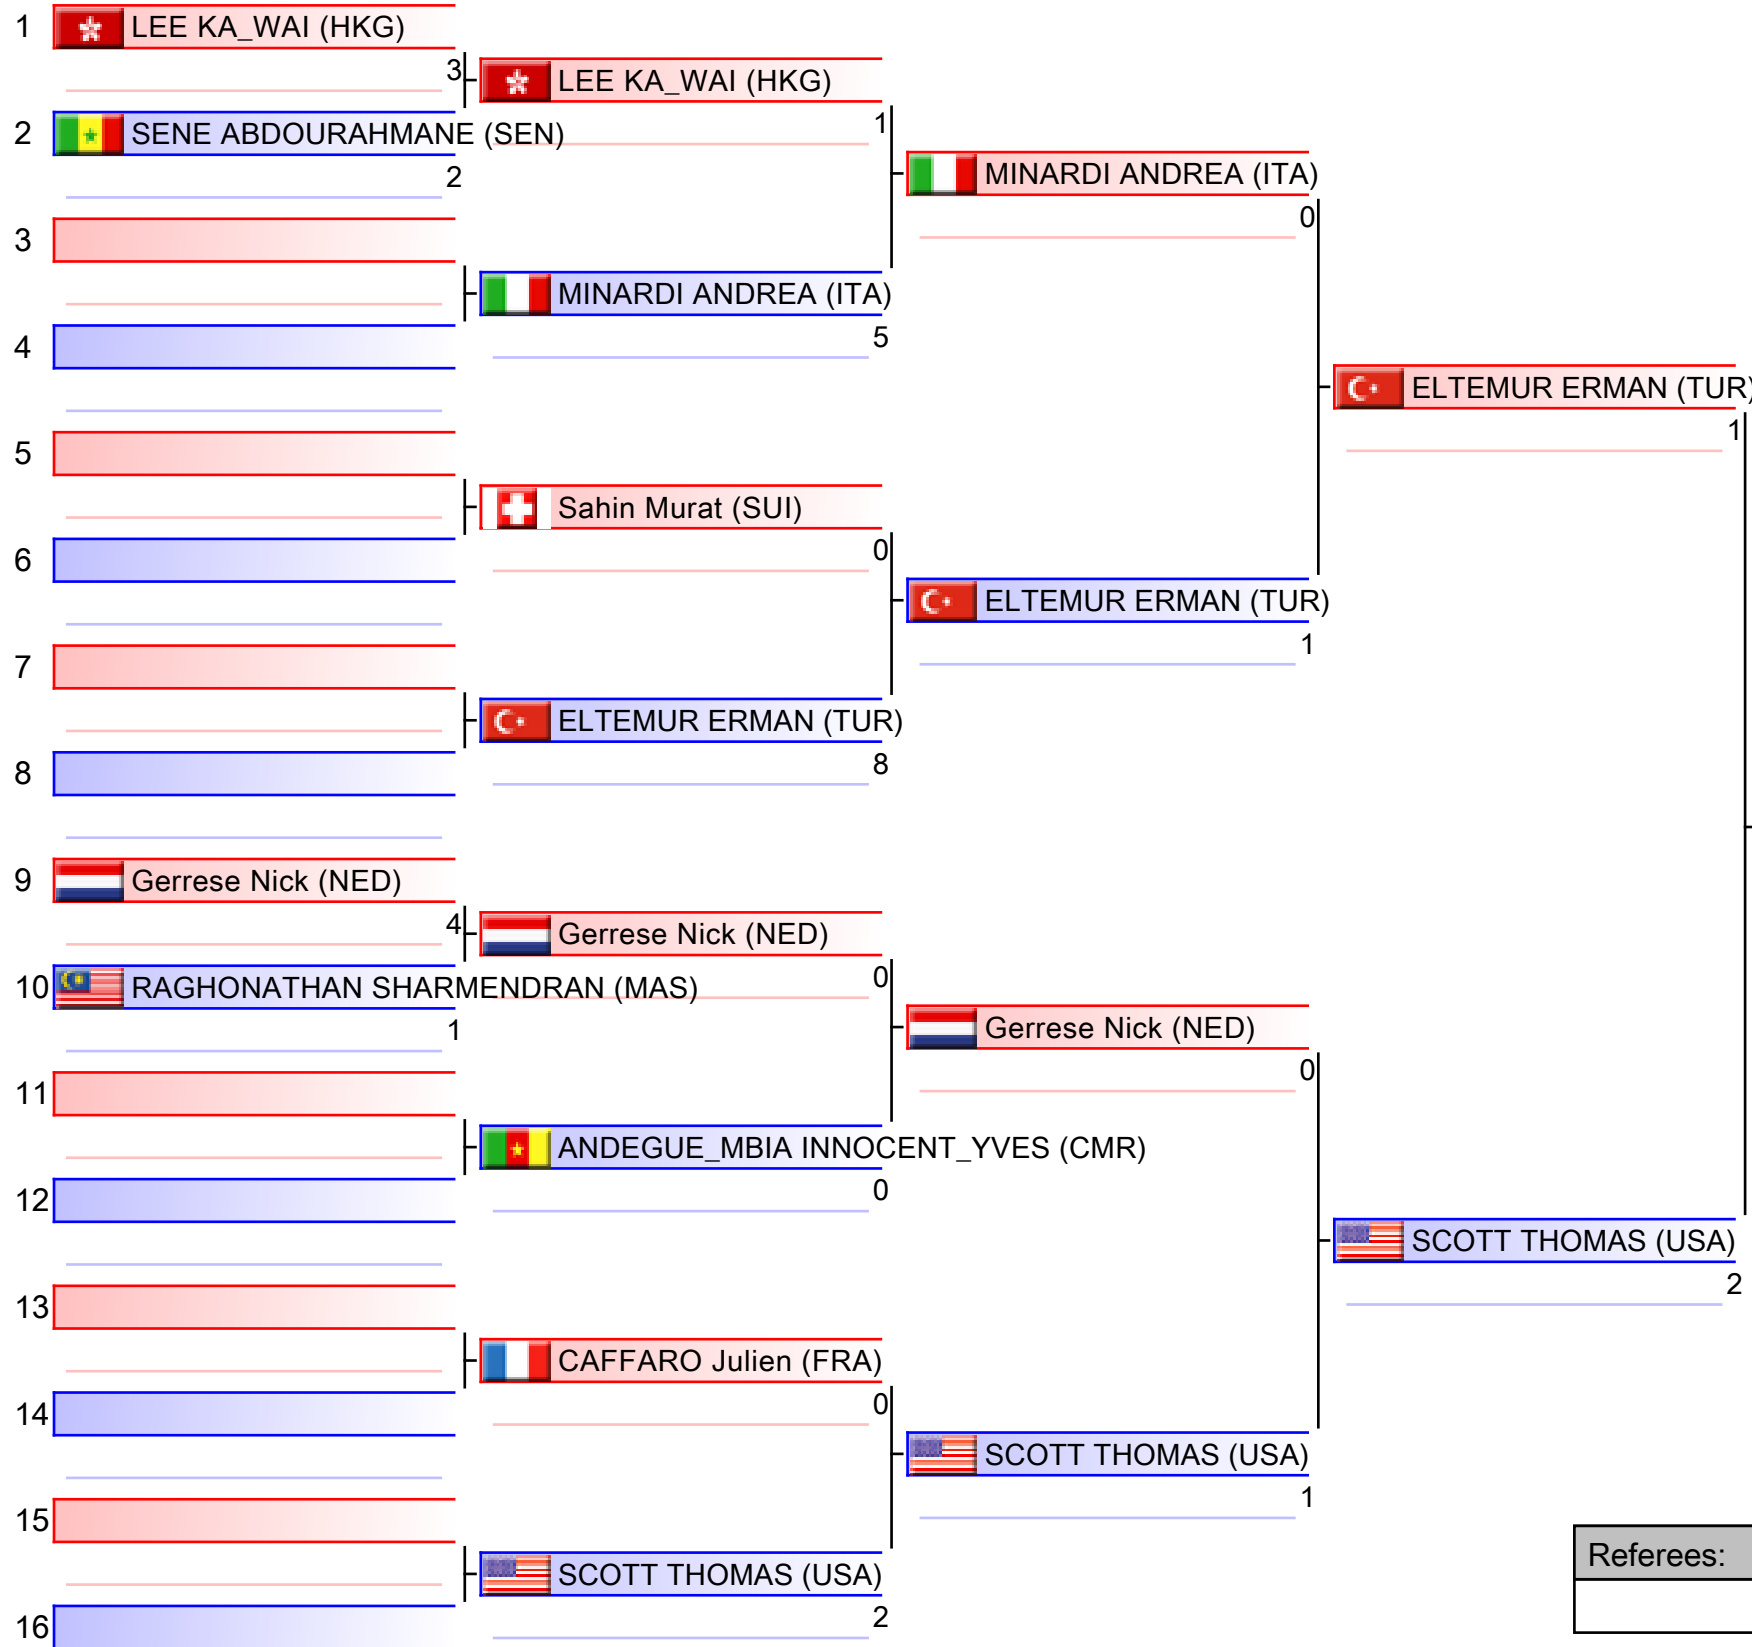 1 LEE KA_WAI (HKG)
3 LEE KA_WAI (HKG)
2 SENE ABDOURAHMANE (SEN)
1
MINARDI ANDREA (ITA)
2
0
3
MINARDI ANDREA (ITA)
4
5
ELTEMUR ERMAN (TUR)
1
5
Sahin Murat (SUI)
6
0
ELTEMUR ERMAN (TUR)
1
7
ELTEMUR ERMAN (TUR)
8
8
9 Gerrese Nick (NED)
4 Gerrese Nick (NED)
10 RAGHONATHAN SHARMENDRAN (MAS)
0
Gerrese Nick (NED)
1
0
11
ANDEGUE_MBIA INNOCENT_YVES (CMR)
12
0
SCOTT THOMAS (USA)
2
13
CAFFARO Julien (FRA)
14
0
SCOTT THOMAS (USA)
1
15
Referees:
SCOTT THOMAS (USA)
2
16